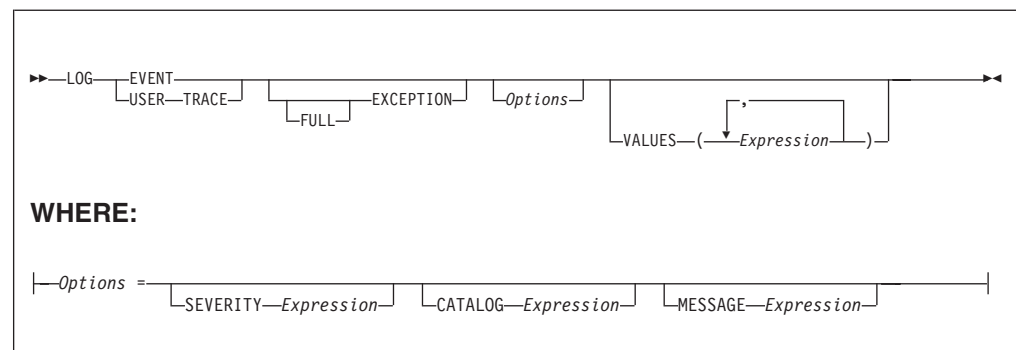 LOG EVENT
USER TRACE EXCEPTION Options ,
FULL VALUES ( Expression )
WHERE:
Options =
SEVERITY Expression CATALOG Expression MESSAGE Expression